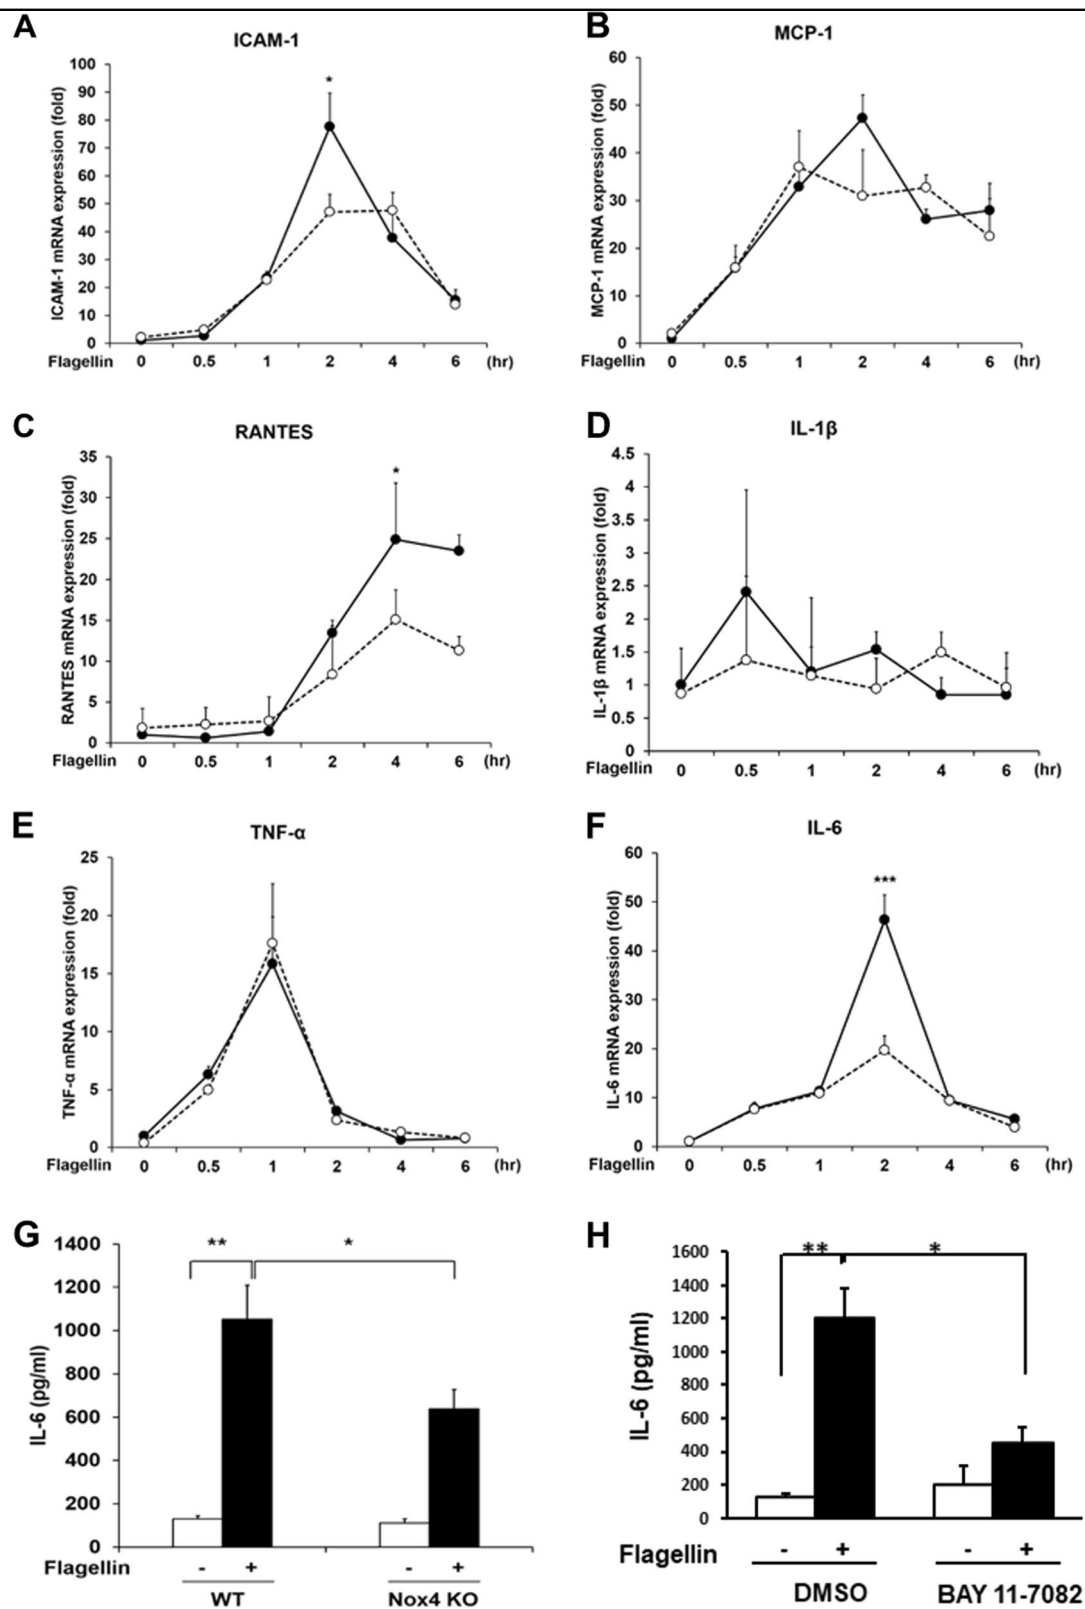 A
ICAM-1
ICAM-1 mRNA expression (fold)
100
90
80
70
60
50
40
30
20
10
0
*
Flagellin 0 0.5 1 2 4 6 (hr)
B
MCP-1
MCP-1 mRNA expression (fold)
60
50
40
30
20
10
0
Flagellin 0 0.5 1 2 4 6 (hr)
C
RANTES
RANTES mRNA expression (fold)
35
30
25
20
15
10
5
0
*
Flagellin 0 0.5 1 2 4 6 (hr)
D
IL-1β
IL-1β mRNA expression (fold)
4.5
4
3.5
3
2.5
2
1.5
1
0.5
0
Flagellin 0 0.5 1 2 4 6 (hr)
E
TNF-α
TNF-α mRNA expression (fold)
25
20
15
10
5
0
Flagellin 0 0.5 1 2 4 6 (hr)
F
IL-6
IL-6 mRNA expression (fold)
60
50
40
30
20
10
0
***
Flagellin 0 0.5 1 2 4 6 (hr)
G
IL-6 (pg/ml)
1400
1200
1000
800
600
400
200
0
** *
Flagellin - + - +
WT Nox4 KO
H
IL-6 (pg/ml)
1600
1400
1200
1000
800
600
400
200
0
** *
Flagellin - + - +
DMSO BAY 11-7082